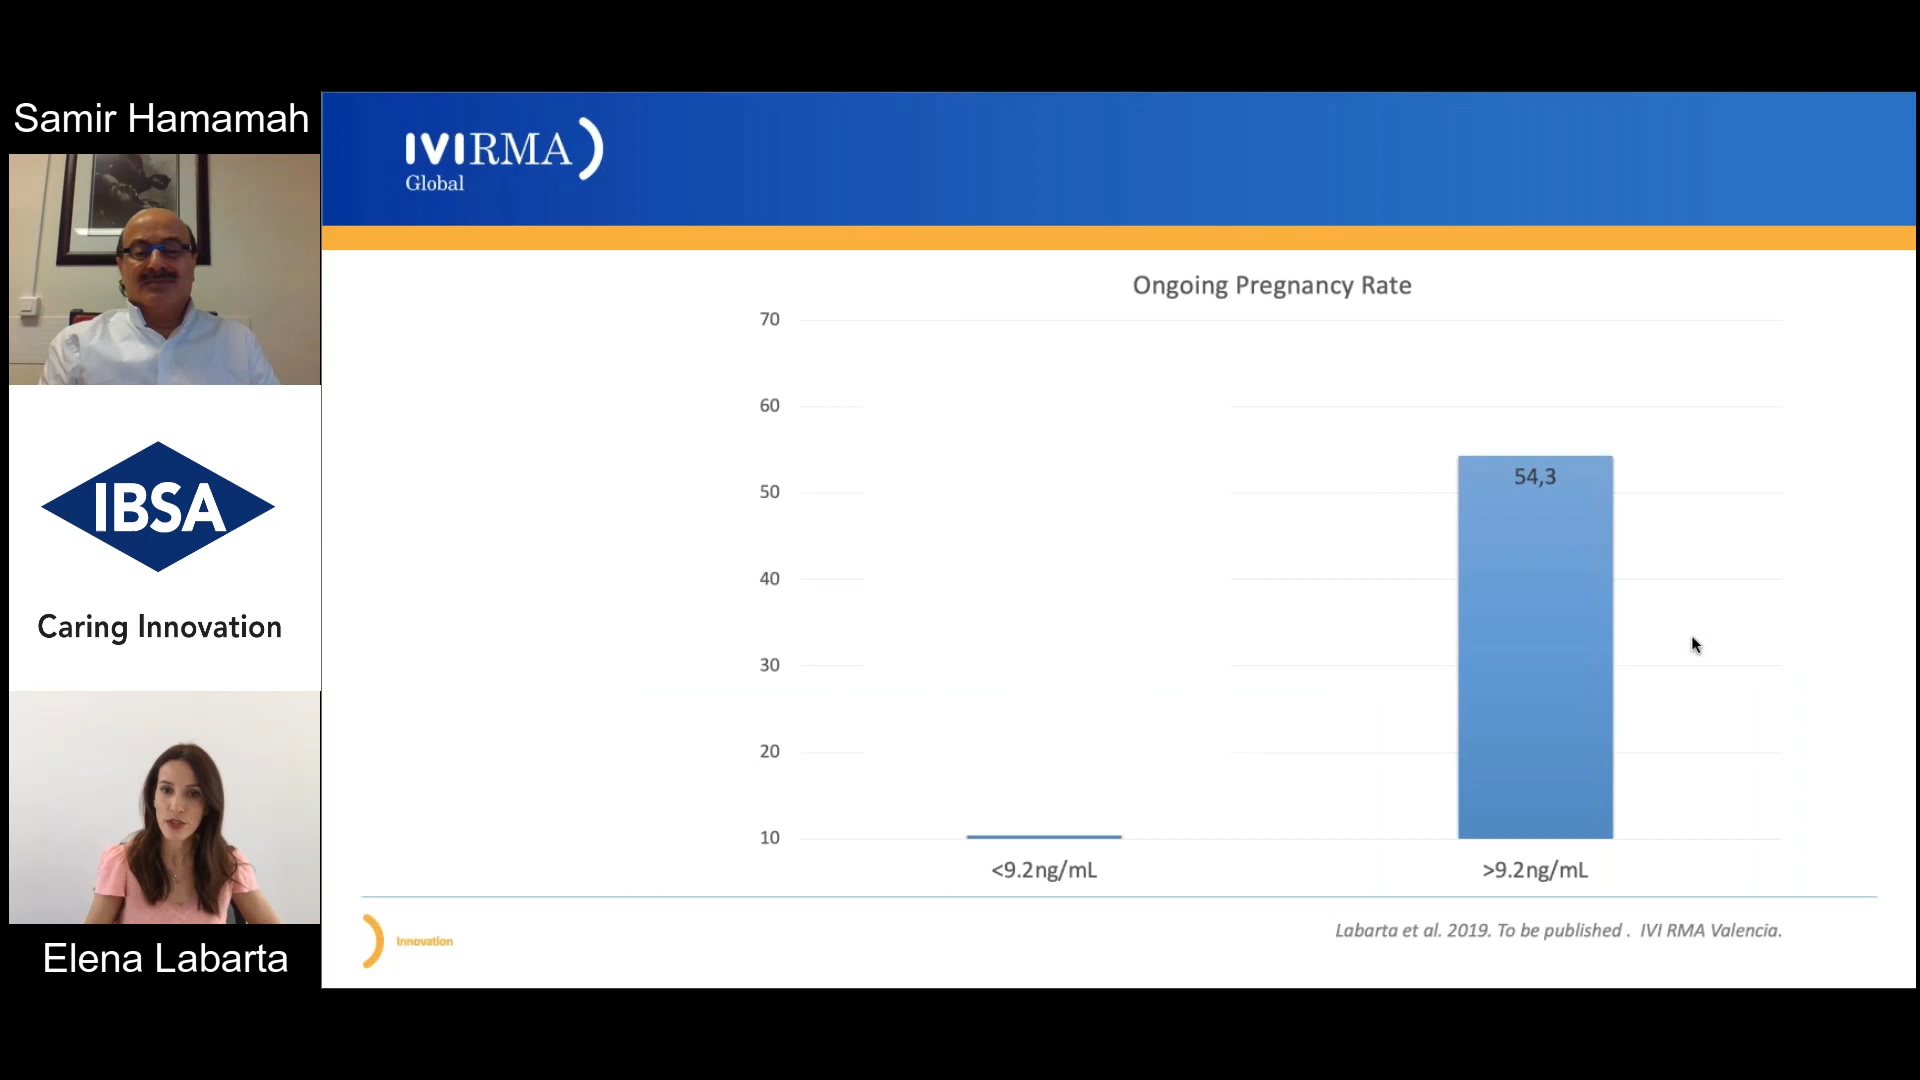 Samir Hamamah
IBSA
Caring Innovation
Elena Labarta
IVIRMA
Global
Ongoing Pregnancy Rate
70
60
50
40
30
20
10
54,3
<9.2ng/mL
>9.2ng/mL
Labarta et al. 2019. To be published . IVI RMA Valencia.
Innovation